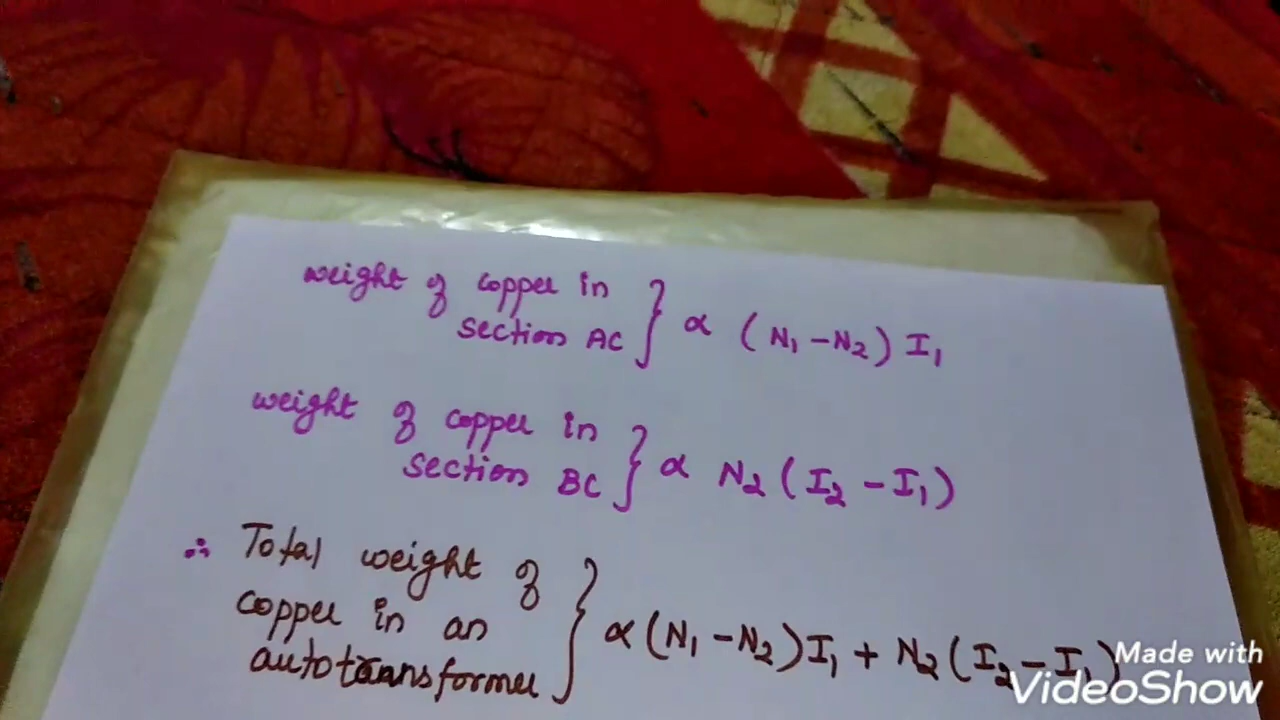 weight of copper in
section AC } α (N₁ - N₂) I₁
weight of copper in
section BC } α N₂ (I₂ - I₁)
∴ Total weight of
copper in an
autotransformer } α (N₁ - N₂) I₁ + N₂ (I₂ - I₁)
Made with
VideoShow